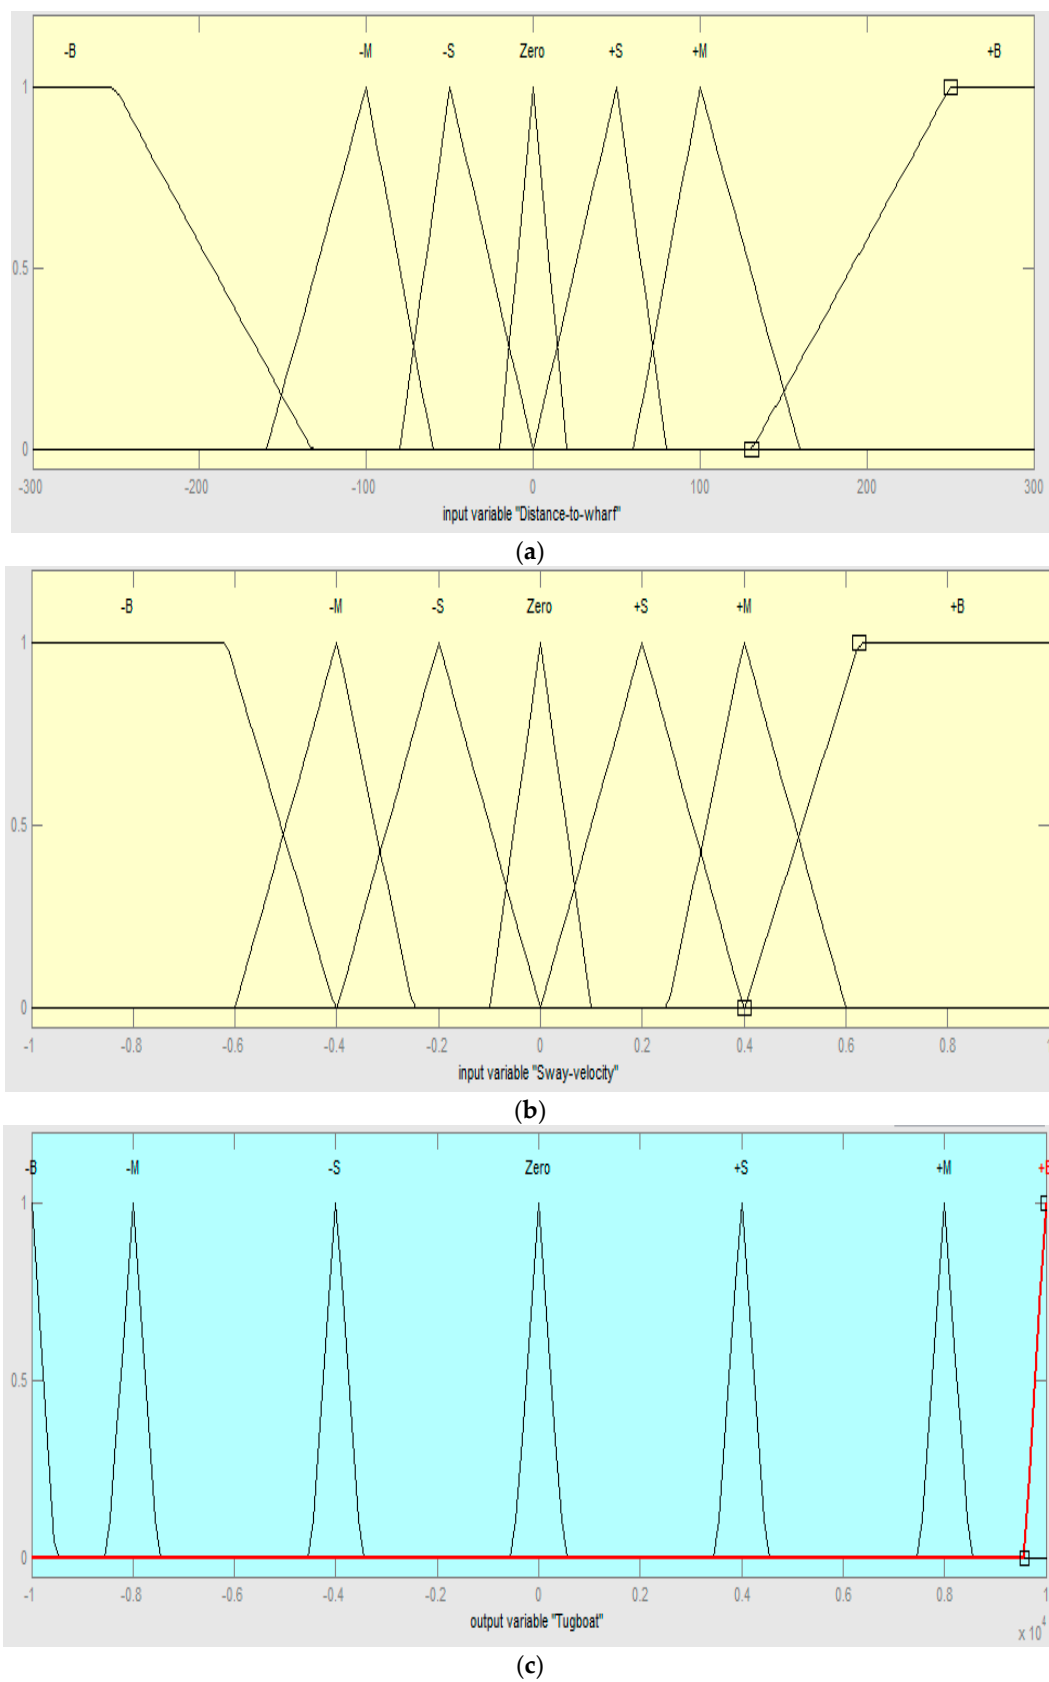 -B -M -S Zero +S +M +B
1
0.5
0
-300 -200 -100 0 100 200 300
input variable "Distance-to-wharf"
(a)
-B -M -S Zero +S +M +B
1
0.5
0
-1 -0.8 -0.6 -0.4 -0.2 0 0.2 0.4 0.6 0.8 1
input variable "Sway-velocity"
(b)
-B -M -S Zero +S +M +B
1
0.5
0
-1 -0.8 -0.6 -0.4 -0.2 0 0.2 0.4 0.6 0.8 1
output variable "Tugboat"
x 10^4
(c)